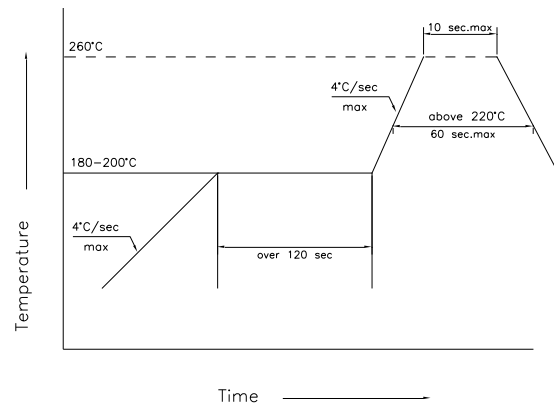 10 sec.max
260°C
4°C/sec
max
above 220°C
60 sec.max
180-200°C
4°C/sec
max
over 120 sec
Temperature
Time